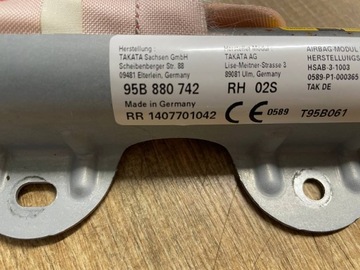 Herstellung :
TAKATA Sachsen GmbH
Scheibenberger Str. 88
09481 Elterlein, Germany
TAKATA AG
Lise-Meitner-Strasse 3
89081 Ulm, Germany
AIRBAG MODUL
HERSTELLUNGS
HSAB-3-1003
0589-P1-000365
TAK DE
95B 880 742
RH 02S
Made in Germany
RR 1407701042
CE 0589
T95B061